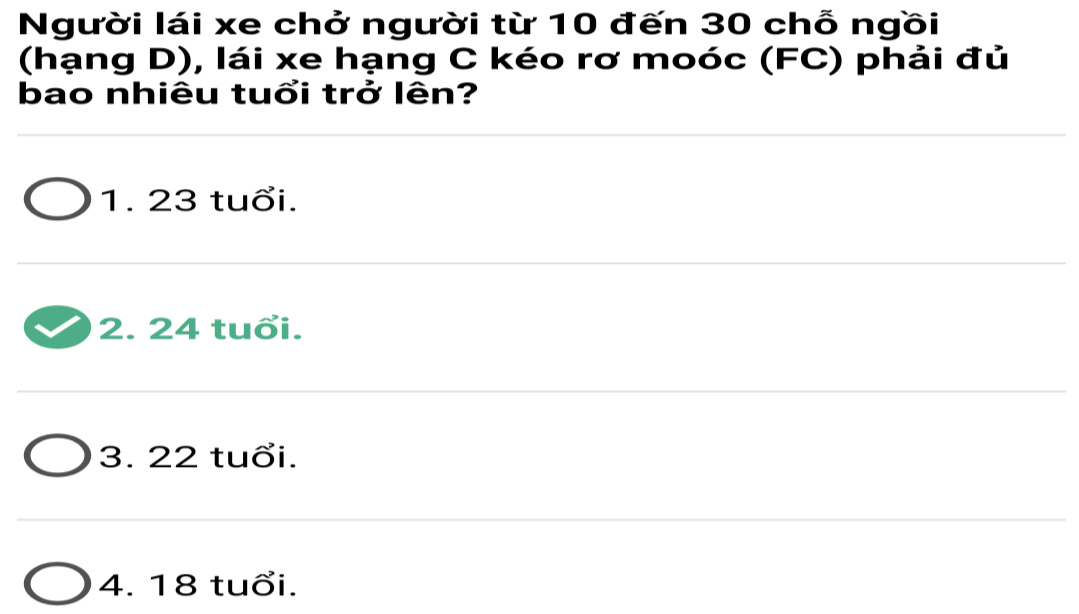 Người lái xe chở người từ 10 đến 30 chỗ ngồi
(hạng D), lái xe hạng C kéo rơ moóc (FC) phải đủ
bao nhiêu tuổi trở lên?
1. 23 tuổi.
2. 24 tuổi.
3. 22 tuổi.
4. 18 tuổi.